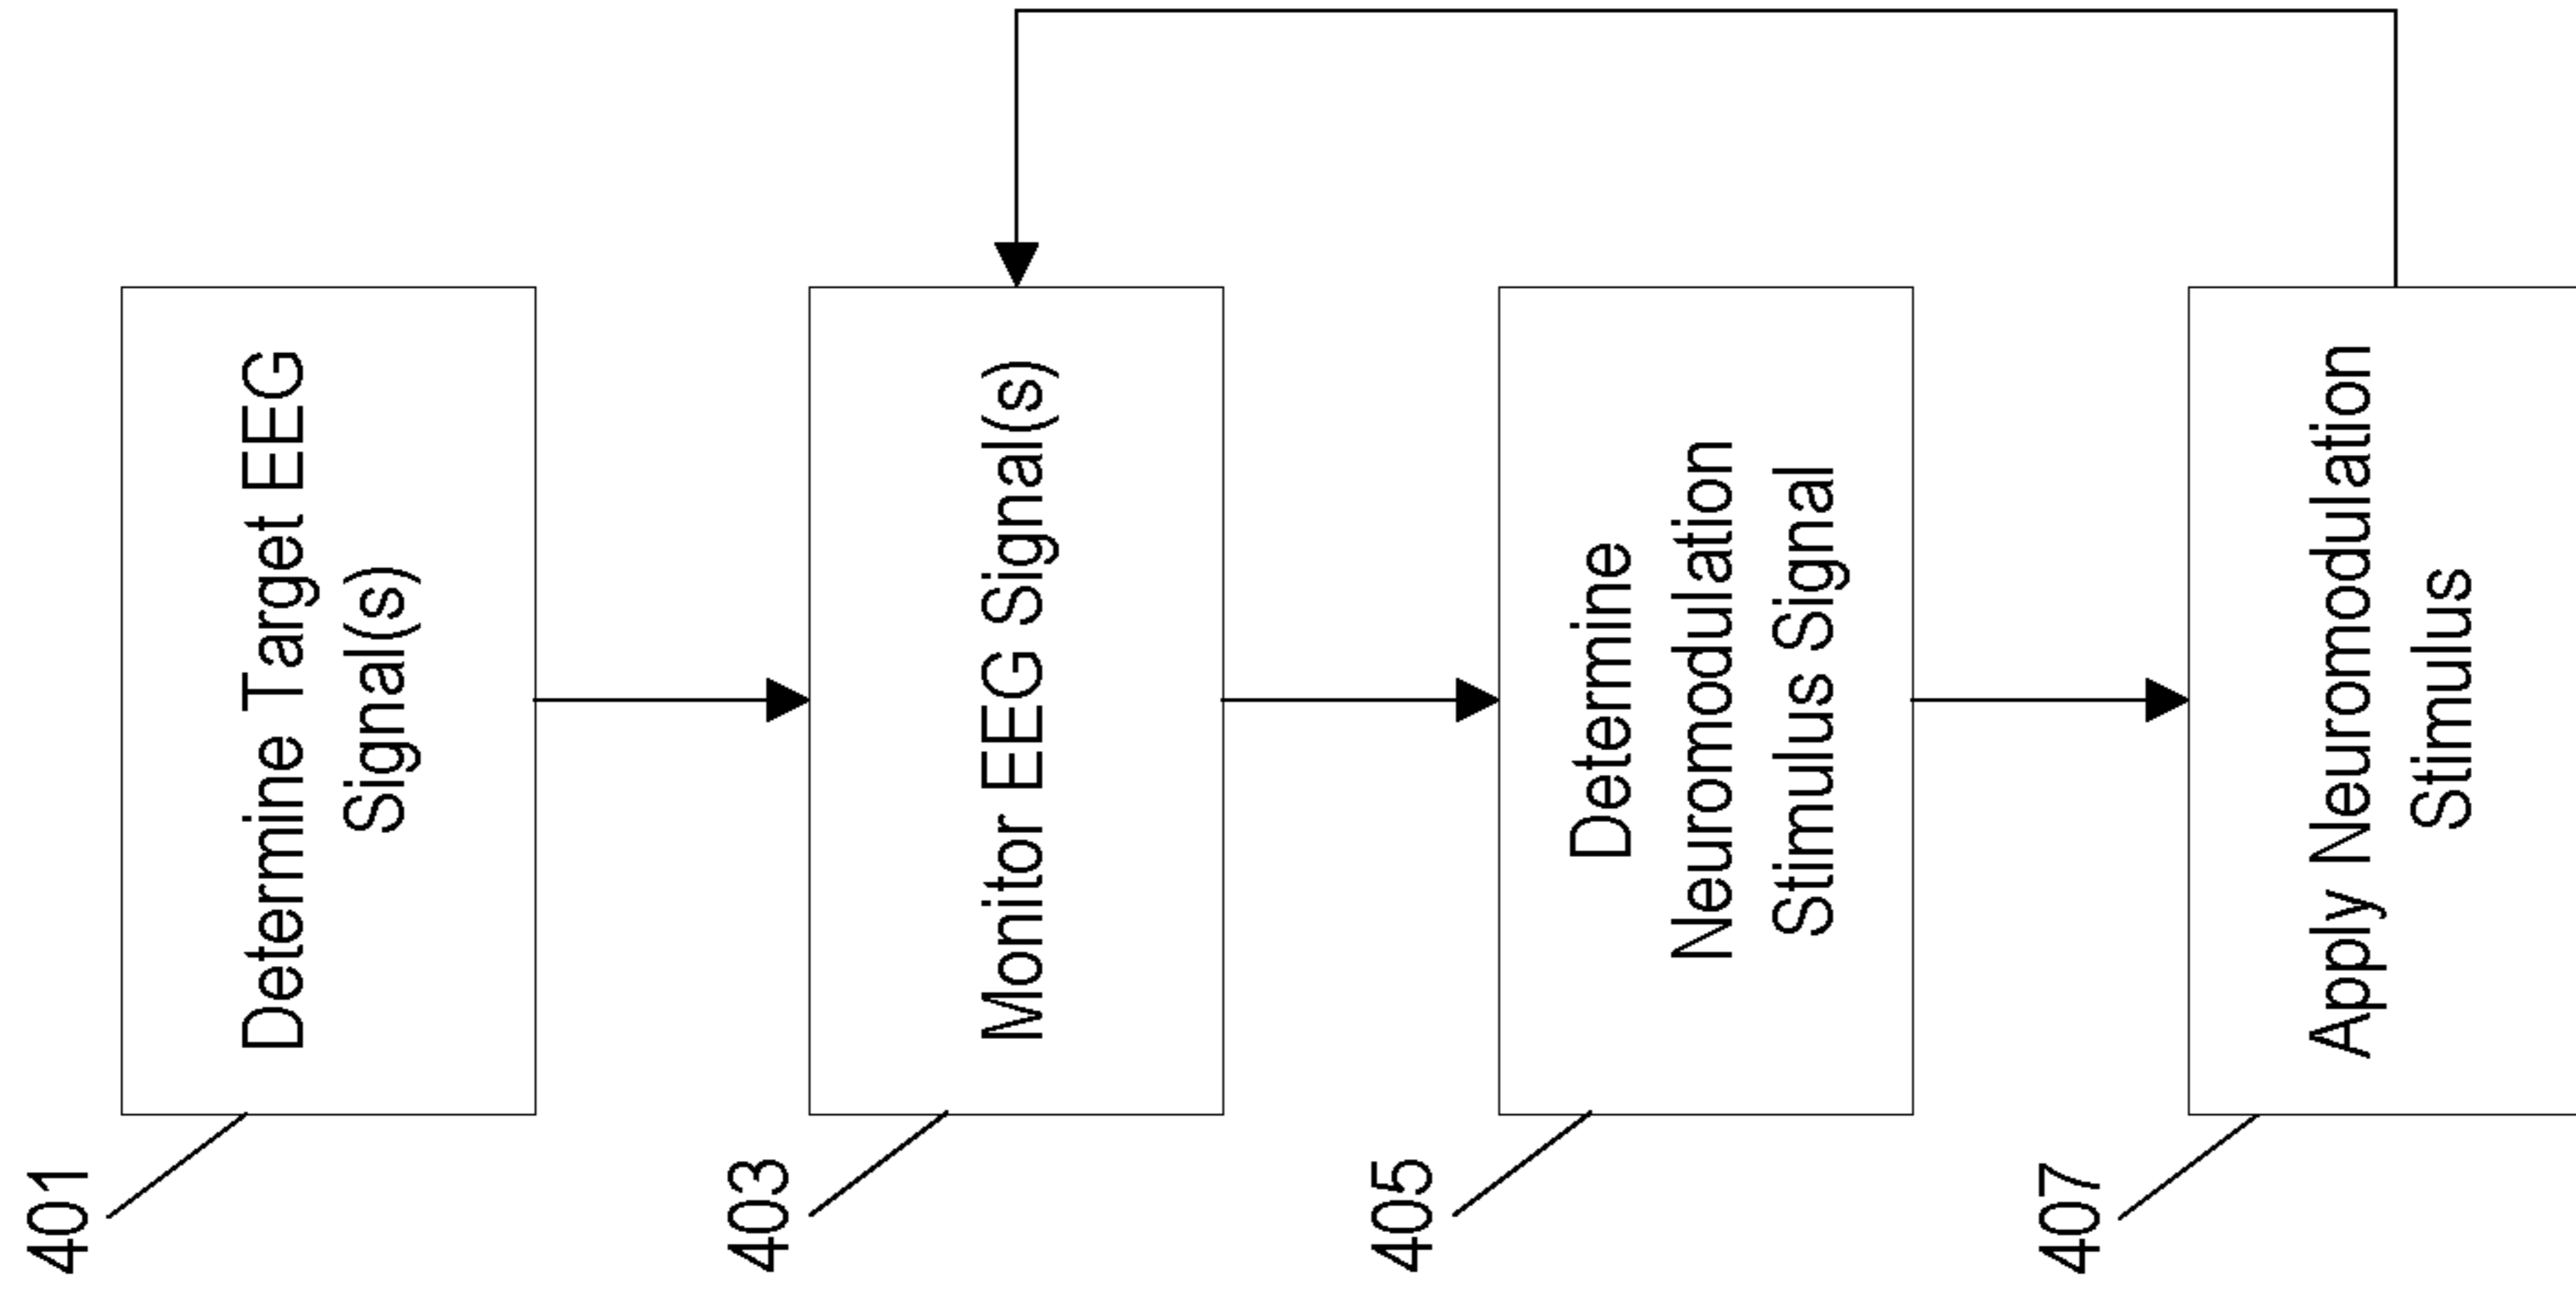 401
Determine Target EEG
Signal(s)
403
Monitor EEG Signal(s)
405
Determine
Neuromodulation
Stimulus Signal
407
Apply Neuromodulation
Stimulus